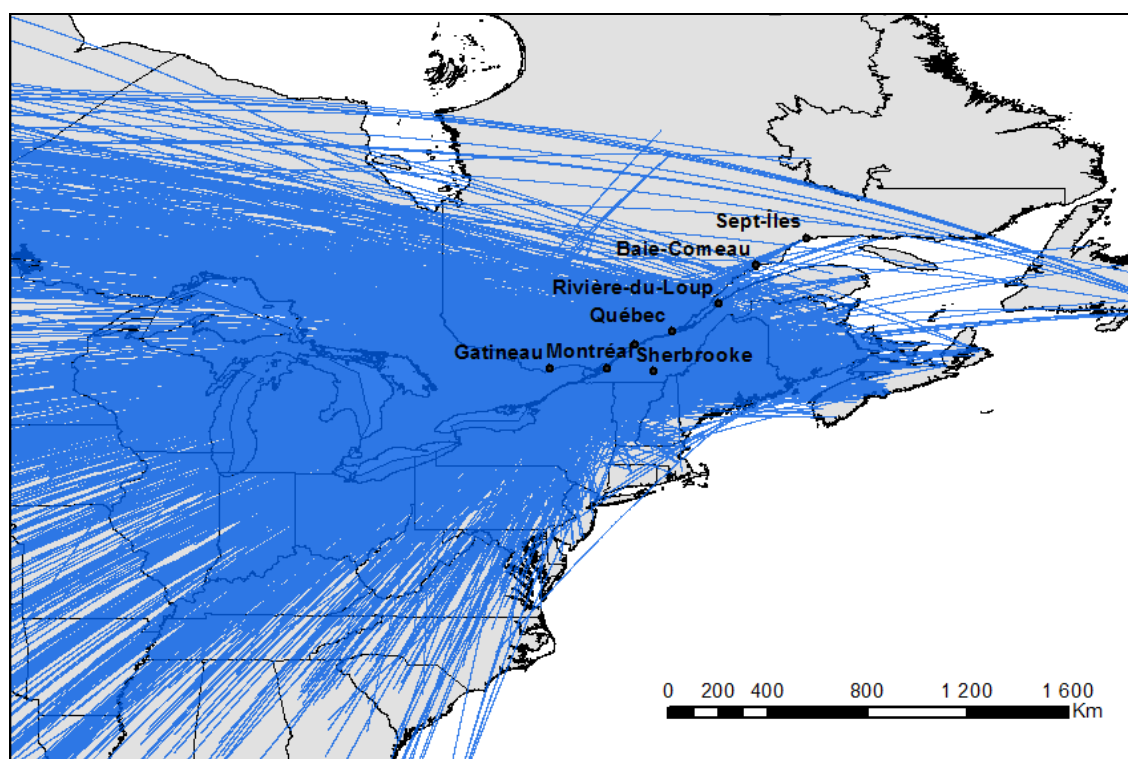 Sept-Îles
Baie-Comeau
Rivière-du-Loup
Québec
Gatineau Montréal Sherbrooke
0 200 400 800 1 200 1 600
Km